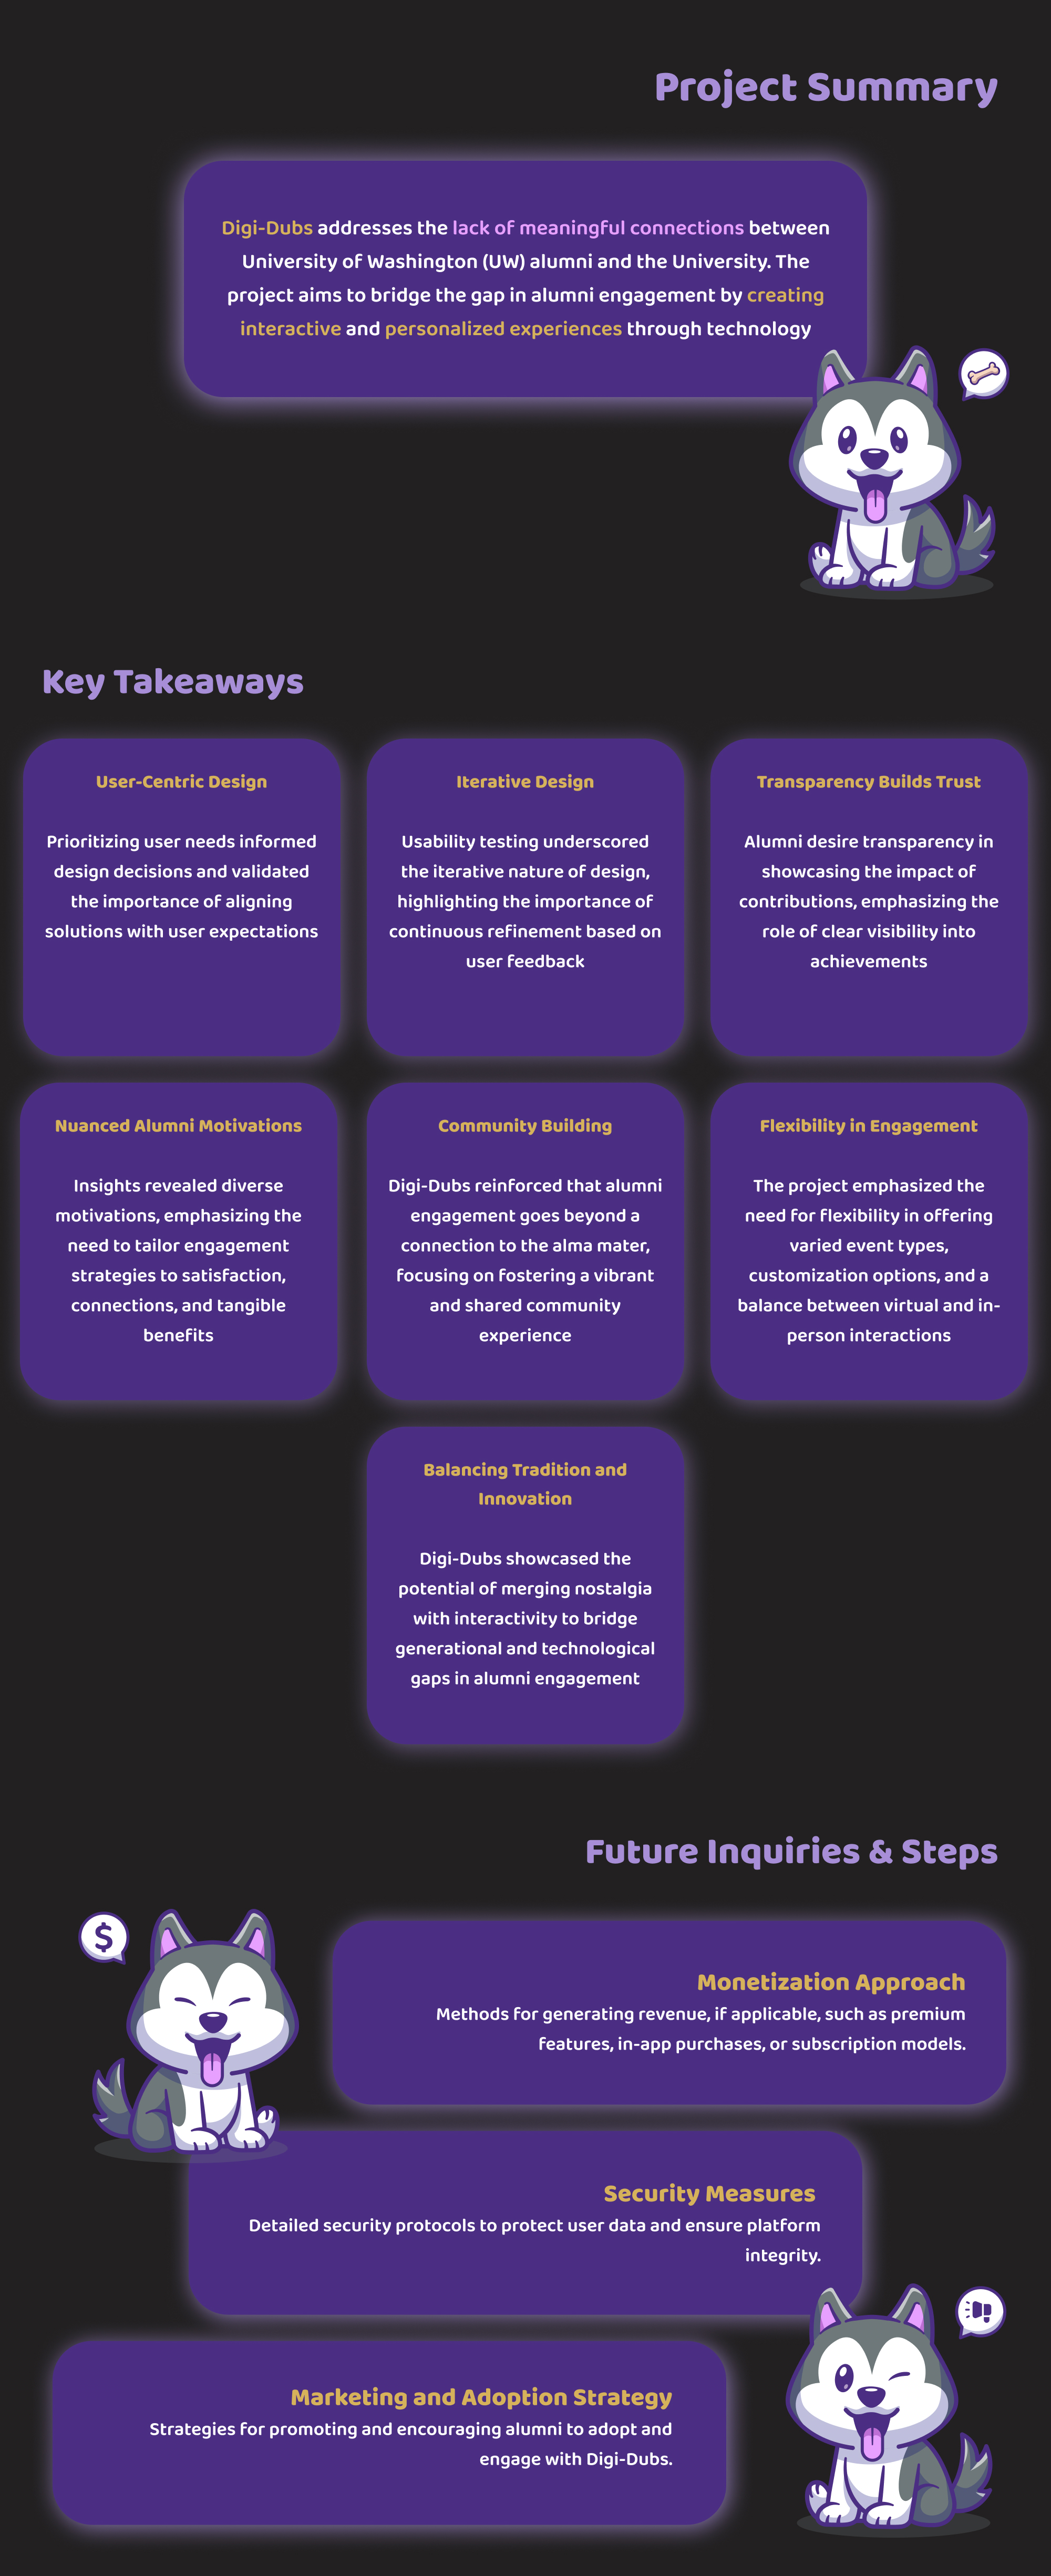 Project Summary
Digi-Dubs addresses the lack of meaningful connections between
University of Washington (UW) alumni and the University. The
project aims to bridge the gap in alumni engagement by creating
interactive and personalized experiences through technology
Key Takeaways
User-Centric Design
Prioritizing user needs informed
design decisions and validated
the importance of aligning
solutions with user expectations
Iterative Design
Usability testing underscored
the iterative nature of design,
highlighting the importance of
continuous refinement based on
user feedback
Transparency Builds Trust
Alumni desire transparency in
showcasing the impact of
contributions, emphasizing the
role of clear visibility into
achievements
Nuanced Alumni Motivations
Insights revealed diverse
motivations, emphasizing the
need to tailor engagement
strategies to satisfaction,
connections, and tangible
benefits
Community Building
Digi-Dubs reinforced that alumni
engagement goes beyond a
connection to the alma mater,
focusing on fostering a vibrant
and shared community
experience
Flexibility in Engagement
The project emphasized the
need for flexibility in offering
varied event types,
customization options, and a
balance between virtual and in-
person interactions
Balancing Tradition and
Innovation
Digi-Dubs showcased the
potential of merging nostalgia
with interactivity to bridge
generational and technological
gaps in alumni engagement
Future Inquiries & Steps
$
Monetization Approach
Methods for generating revenue, if applicable, such as premium
features, in-app purchases, or subscription models.
Security Measures
Detailed security protocols to protect user data and ensure platform
integrity.
Marketing and Adoption Strategy
Strategies for promoting and encouraging alumni to adopt and
engage with Digi-Dubs.